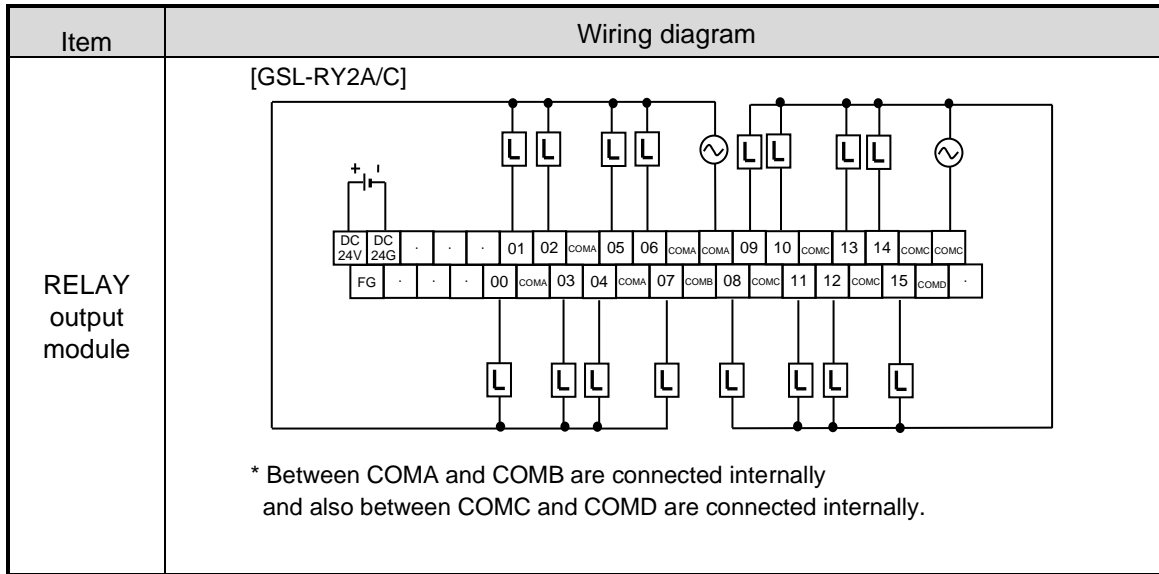 Item
Wiring diagram
RELAY
output
module
[GSL-RY2A/C]
L L L L L L L L
+ -
DC 24V DC 24G · · · 01 02 COMA 05 06 COMA COMA 09 10 COMC 13 14 COMC COMC
FG · · · 00 COMA 03 04 COMA 07 COMB 08 COMC 11 12 COMC 15 COMD ·
L L L L L L L L
* Between COMA and COMB are connected internally
and also between COMC and COMD are connected internally.